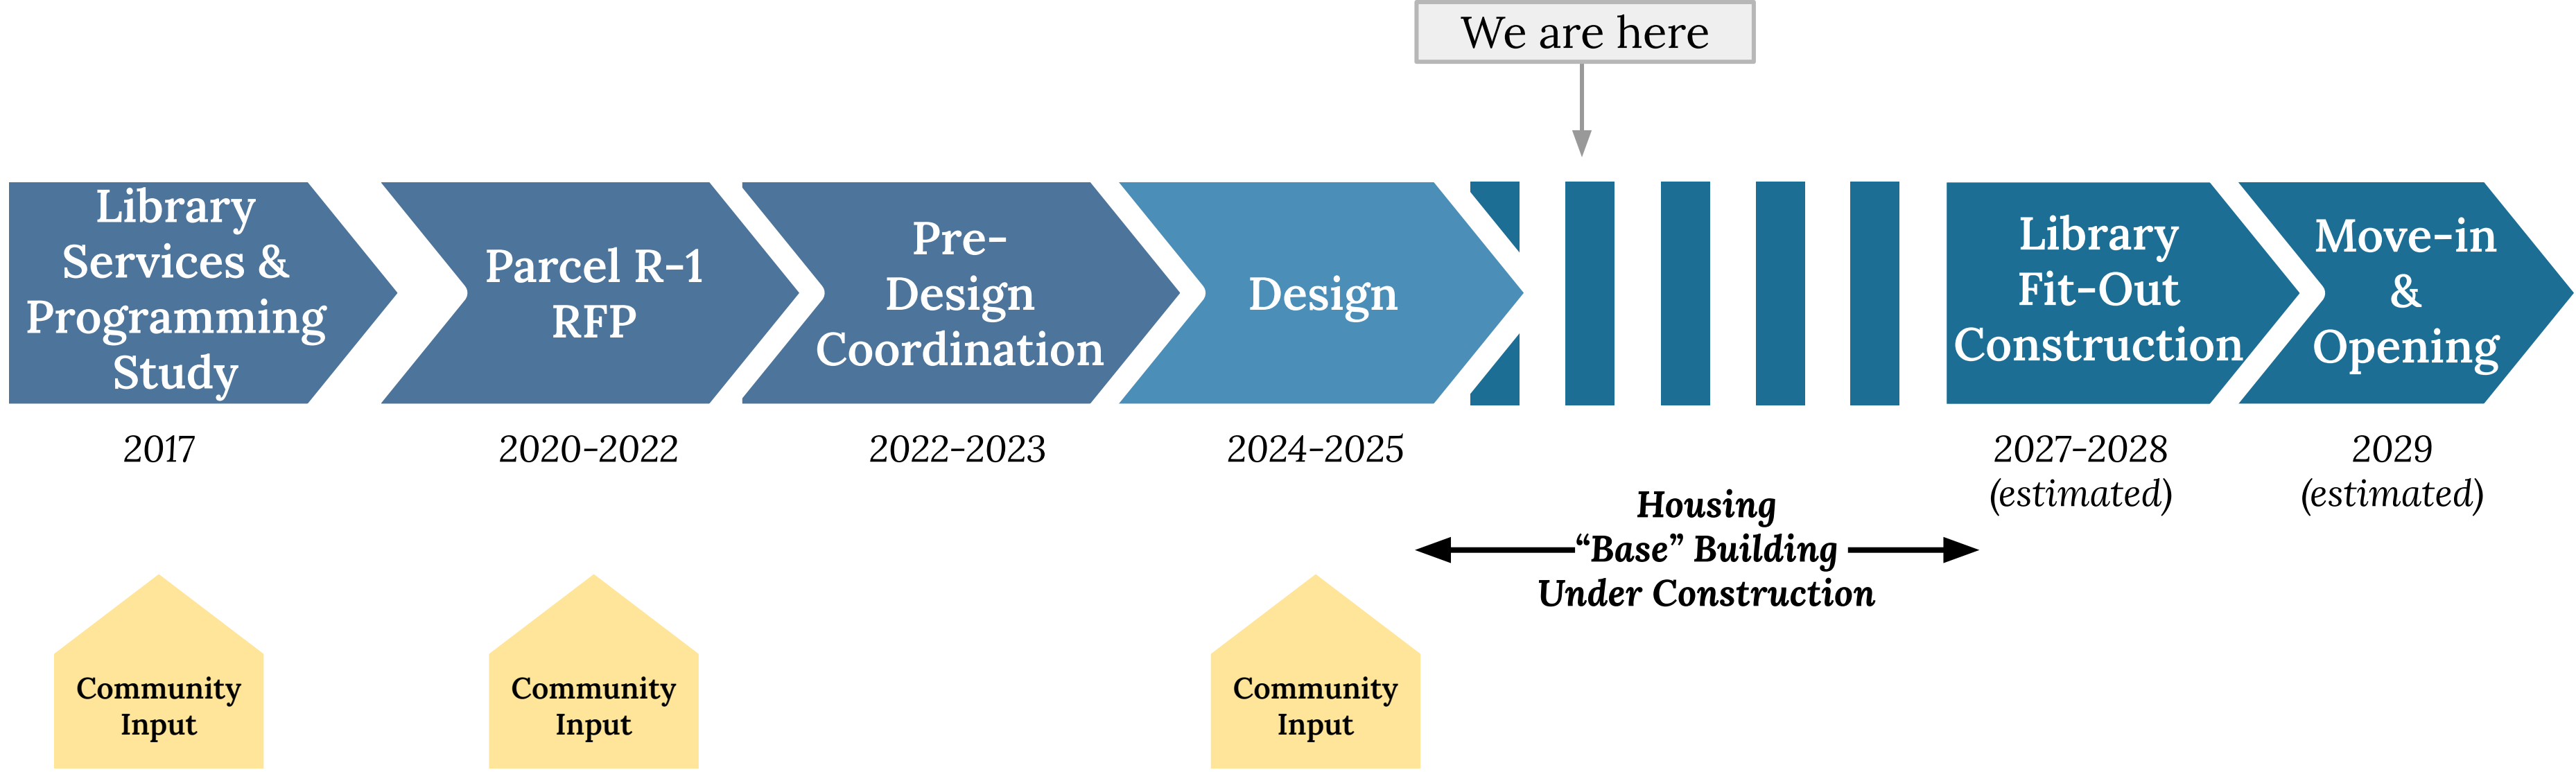 We are here
Library
Services &
Programming
Study
Parcel R-1
RFP
Pre-
Design
Coordination
Design
Library
Fit-Out
Construction
Move-in
&
Opening
2017
2020-2022
2022-2023
2024-2025
2027-2028
(estimated)
2029
(estimated)
Housing
“Base” Building
Under Construction
Community
Input
Community
Input
Community
Input